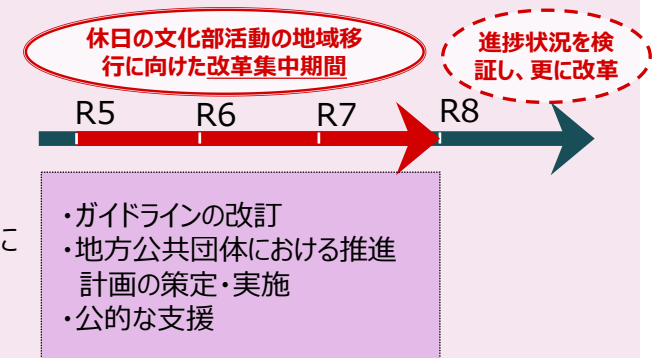 休日の文化部活動の地域移
行に向けた改革集中期間
進捗状況を検
証し、更に改革
R5 R6 R7 R8
に
・ガイドラインの改訂
・地方公共団体における推進
計画の策定・実施
・公的な支援